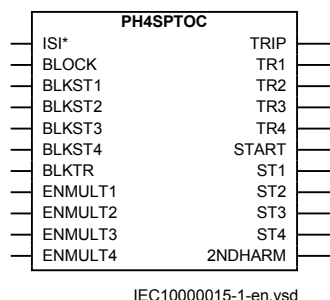 PH4SPTOC
ISI* TRIP
BLOCK TR1
BLKST1 TR2
BLKST2 TR3
BLKST3 TR4
BLKST4 START
BLKTR ST1
ENMULT1 ST2
ENMULT2 ST3
ENMULT3 ST4
ENMULT4 2NDHARM
IEC10000015-1-en.vsd